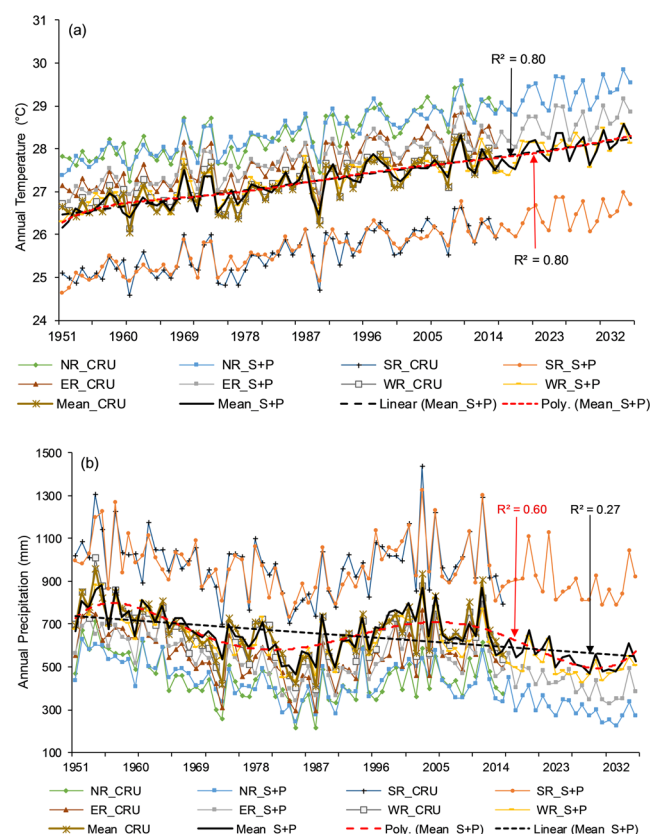 (a)
31
30
29
28
27
26
25
24
Annual Temperature (°C)
R² = 0.80
R² = 0.80
1951 1960 1969 1978 1987 1996 2005 2014 2023 2032
NR_CRU NR_S+P SR_CRU SR_S+P
ER_CRU ER_S+P WR_CRU WR_S+P
Mean_CRU Mean_S+P Linear (Mean_S+P) Poly. (Mean_S+P)
(b)
1500
1300
1100
900
700
500
300
100
Annual Precipitation (mm)
R² = 0.60 R² = 0.27
1951 1960 1969 1978 1987 1996 2005 2014 2023 2032
NR_CRU NR_S+P SR_CRU SR_S+P
ER_CRU ER_S+P WR_CRU WR_S+P
Mean_CRU Mean_S+P Poly. (Mean_S+P) Linear (Mean_S+P)